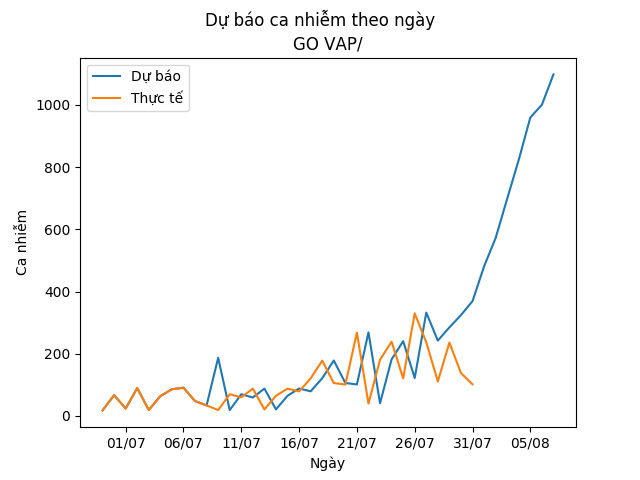 Dự báo ca nhiễm theo ngày
GO VAP/
Dự báo
Thực tế
Ca nhiễm
1000
800
600
400
200
0
01/07 06/07 11/07 16/07 21/07 26/07 31/07 05/08
Ngày